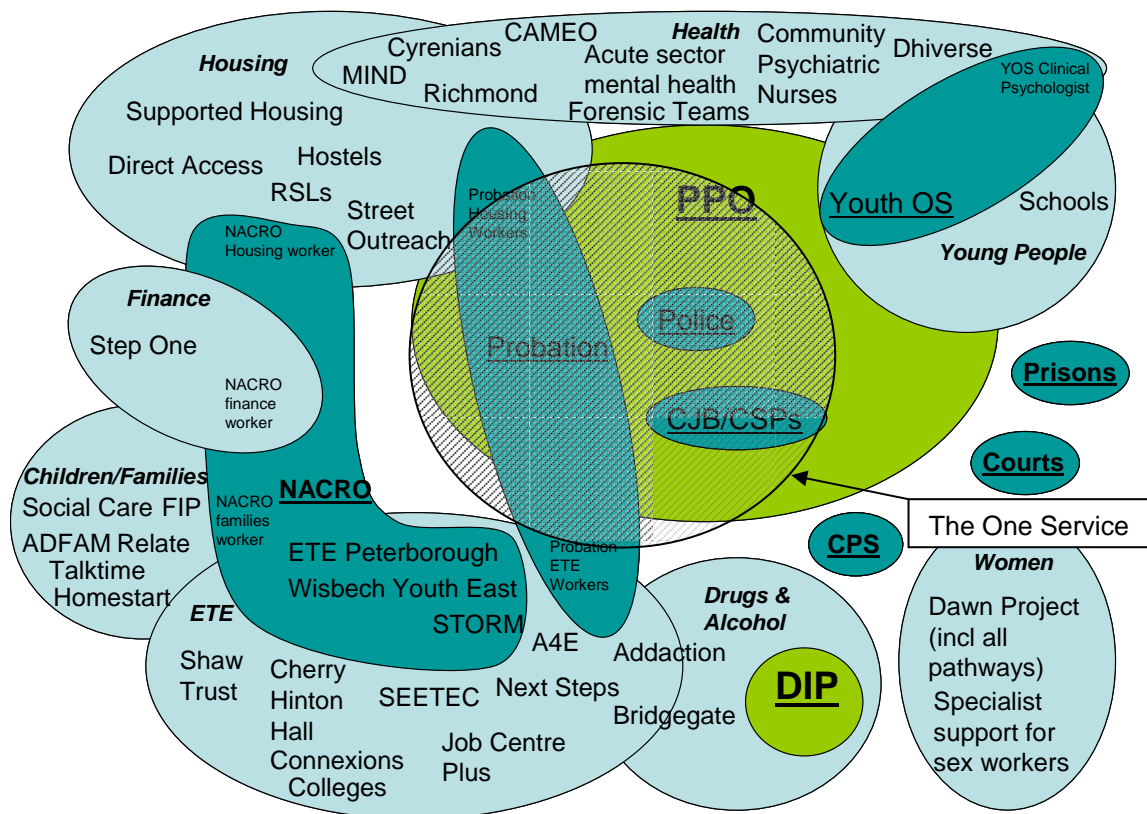 Housing
Supported Housing
Direct Access
Hostels
RSLs
Street
Outreach
Cyrenians
CAMEO
MIND
Richmond
Health
Acute sector
mental health
Forensic Teams
Community
Psychiatric
Nurses
Dhiverse
YOS Clinical
Psychologist
Youth OS
Schools
Young People
PPO
Probation
Housing
Workers
Police
Probation
CJB/CSPs
NACRO
Housing worker
Finance
Step One
NACRO
finance
worker
Prisons
Courts
The One Service
CPS
Children/Families
Social Care FIP
ADFAM Relate
Talktime
Homestart
NACRO
families
worker
NACRO
ETE Peterborough
Wisbech Youth East
STORM
Probation
ETE
Workers
ETE
Shaw
Trust
Cherry
Hinton
Hall
Connexions
Colleges
SEETEC
A4E
Next Steps
Job Centre
Plus
Drugs &
Alcohol
Addaction
Bridgegate
DIP
Women
Dawn Project
(incl all
pathways)
Specialist
support for
sex workers